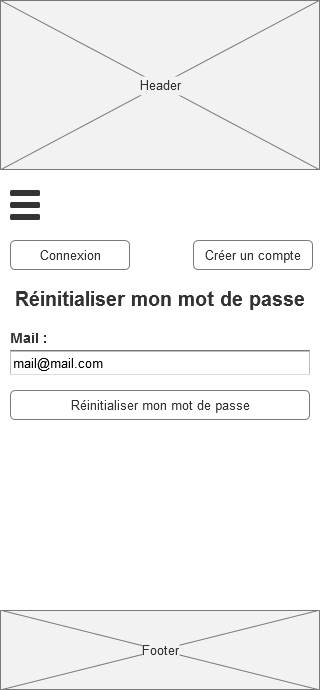 Header
Connexion
Créer un compte
Réinitialiser mon mot de passe
Mail :
mail@mail.com
Réinitialiser mon mot de passe
Footer